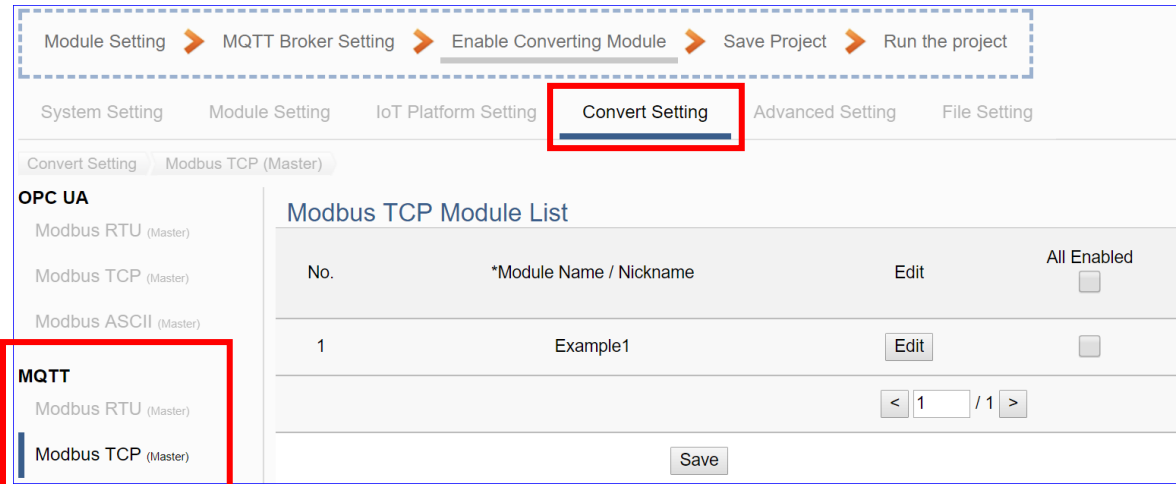 Module Setting MQTT Broker Setting Enable Converting Module Save Project Run the project
System Setting Module Setting IoT Platform Setting Convert Setting Advanced Setting File Setting
Convert Setting Modbus TCP (Master)
OPC UA
Modbus RTU (Master)
Modbus TCP (Master)
Modbus ASCII (Master)
MQTT
Modbus RTU (Master)
Modbus TCP (Master)
Modbus TCP Module List
No. *Module Name / Nickname Edit All Enabled
1 Example1 Edit
< 1 / 1 >
Save